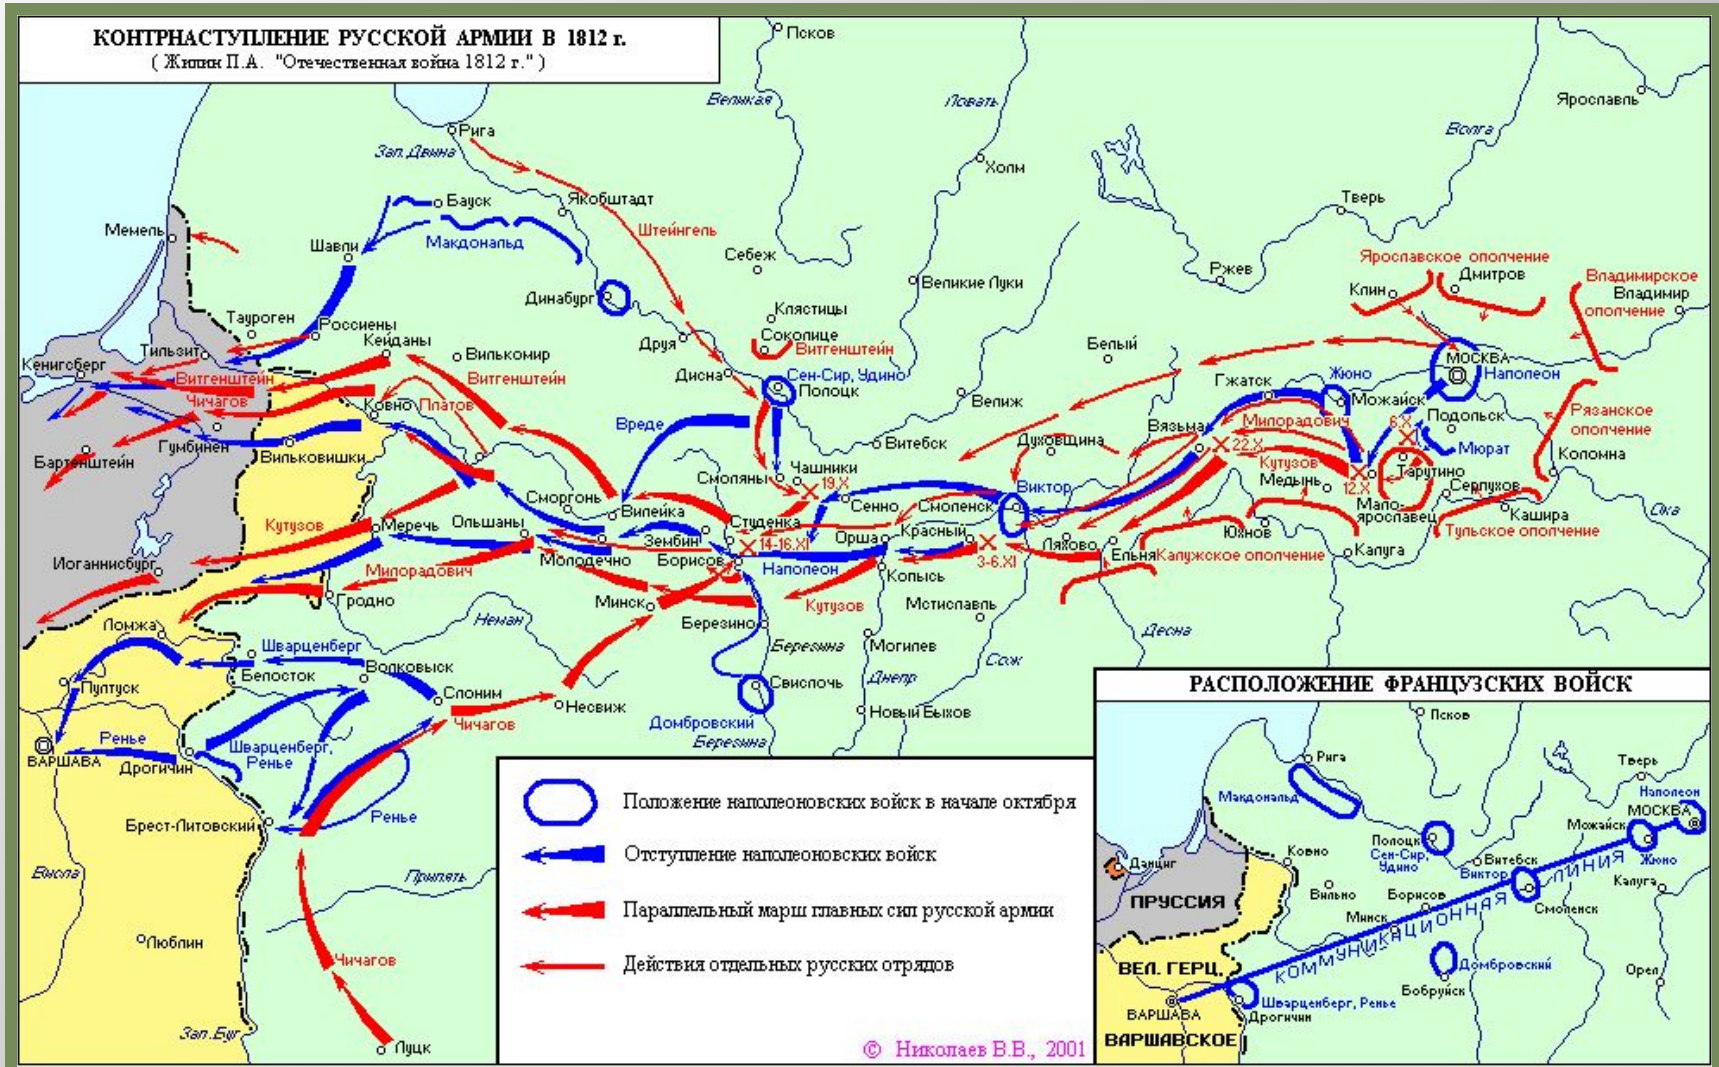 КОНТРНАСТУПЛЕНИЕ РУССКОЙ АРМИИ В 1812 г.
( Жилин П.А. "Отечественная война 1812 г." )
Псков
Великая
Ловать
Ярославль
Волга
Рига
Зап. Двина
Холм
Тверь
Бауск
Якобштадт
Мемель
Шавли
Макдональд
Штейнгель
Себеж
Великие Луки
Ржев
Ярославское ополчение
Клин
Дмитров
Владимирское
ополчение
Владимир
Динабург
Клястицы
Соколице
Витгенштейн
Таураген
Россиены
Тильзит
Кейданы
Вилькомир
Друя
Белый
Кенигсберг
Витгенштейн
Витгенштейн
Дисна
Сен-Сир, Удино
Полоцк
МОСКВА
Наполеон
Гжатск
Жюно
Можайск
Чичагов
Ковно
Платов
Вреде
Велиж
Подольск
Рязанское
ополчение
Вязьма
Милорадович
6.X
Мюрат
Гумбинен
Вильковишки
Витебск
Духовщина
22.X
Кутузов
Бартенштейн
Чашники
Смоляны
19.X
Виктор
Медынь
12.X
Тарутино
Серпухов
Коломна
Мало-
ярославец
Кашира
Ока
Сморгонь
Вилейка
Сенно
Смоленск
Кутузов
Меречь
Ольшаны
Студенка
Красный
Ляхово
Ельня
Юхнов
Тульское ополчение
Калужское ополчение
Калуга
Зембин
14-16.XI
Орша
3-6.XI
Иоганнисбург
Милорадович
Молодечно
Борисов
Наполеон
Копысь
Гродно
Минск
Кутузов
Мстиславль
Неман
Березино
Десна
Ломжа
Шварценберг
Березина
Могилев
Сож
Белосток
Волковыск
Пултуск
Слоним
Несвиж
Свислочь
Днепр
Чичагов
Домбровский
Новый Быхов
Березина
Ренье
ВАРШАВА
Дрогичин
Шварценберг,
Ренье
Брест-Литовский
Ренье
Висла
Припять
Люблин
Чичагов
Зап. Буг
Луцк
Положение наполеоновских войск в начале октября
Отступление наполеоновских войск
Параллельный марш главных сил русской армии
Действия отдельных русских отрядов
© Николаев В.В., 2001
РАСПОЛОЖЕНИЕ ФРАНЦУЗСКИХ ВОЙСК
Псков
Рига
Тверь
Макдональд
Наполеон
МОСКВА
Можайск
Жюно
Полоцк
Сен-Сир,
Удино
Данциг
Ковно
Витебск
Виктор
КОММУНИКАЦИОННАЯ ЛИНИЯ
Калуга
ПРУССИЯ
Вильно
Борисов
Смоленск
Минск
ВЕЛ. ГЕРЦ.
Домбровский
Орел
Бобруйск
Шварценберг, Ренье
ВАРШАВА
Дрогичин
ВАРШАВСКОЕ